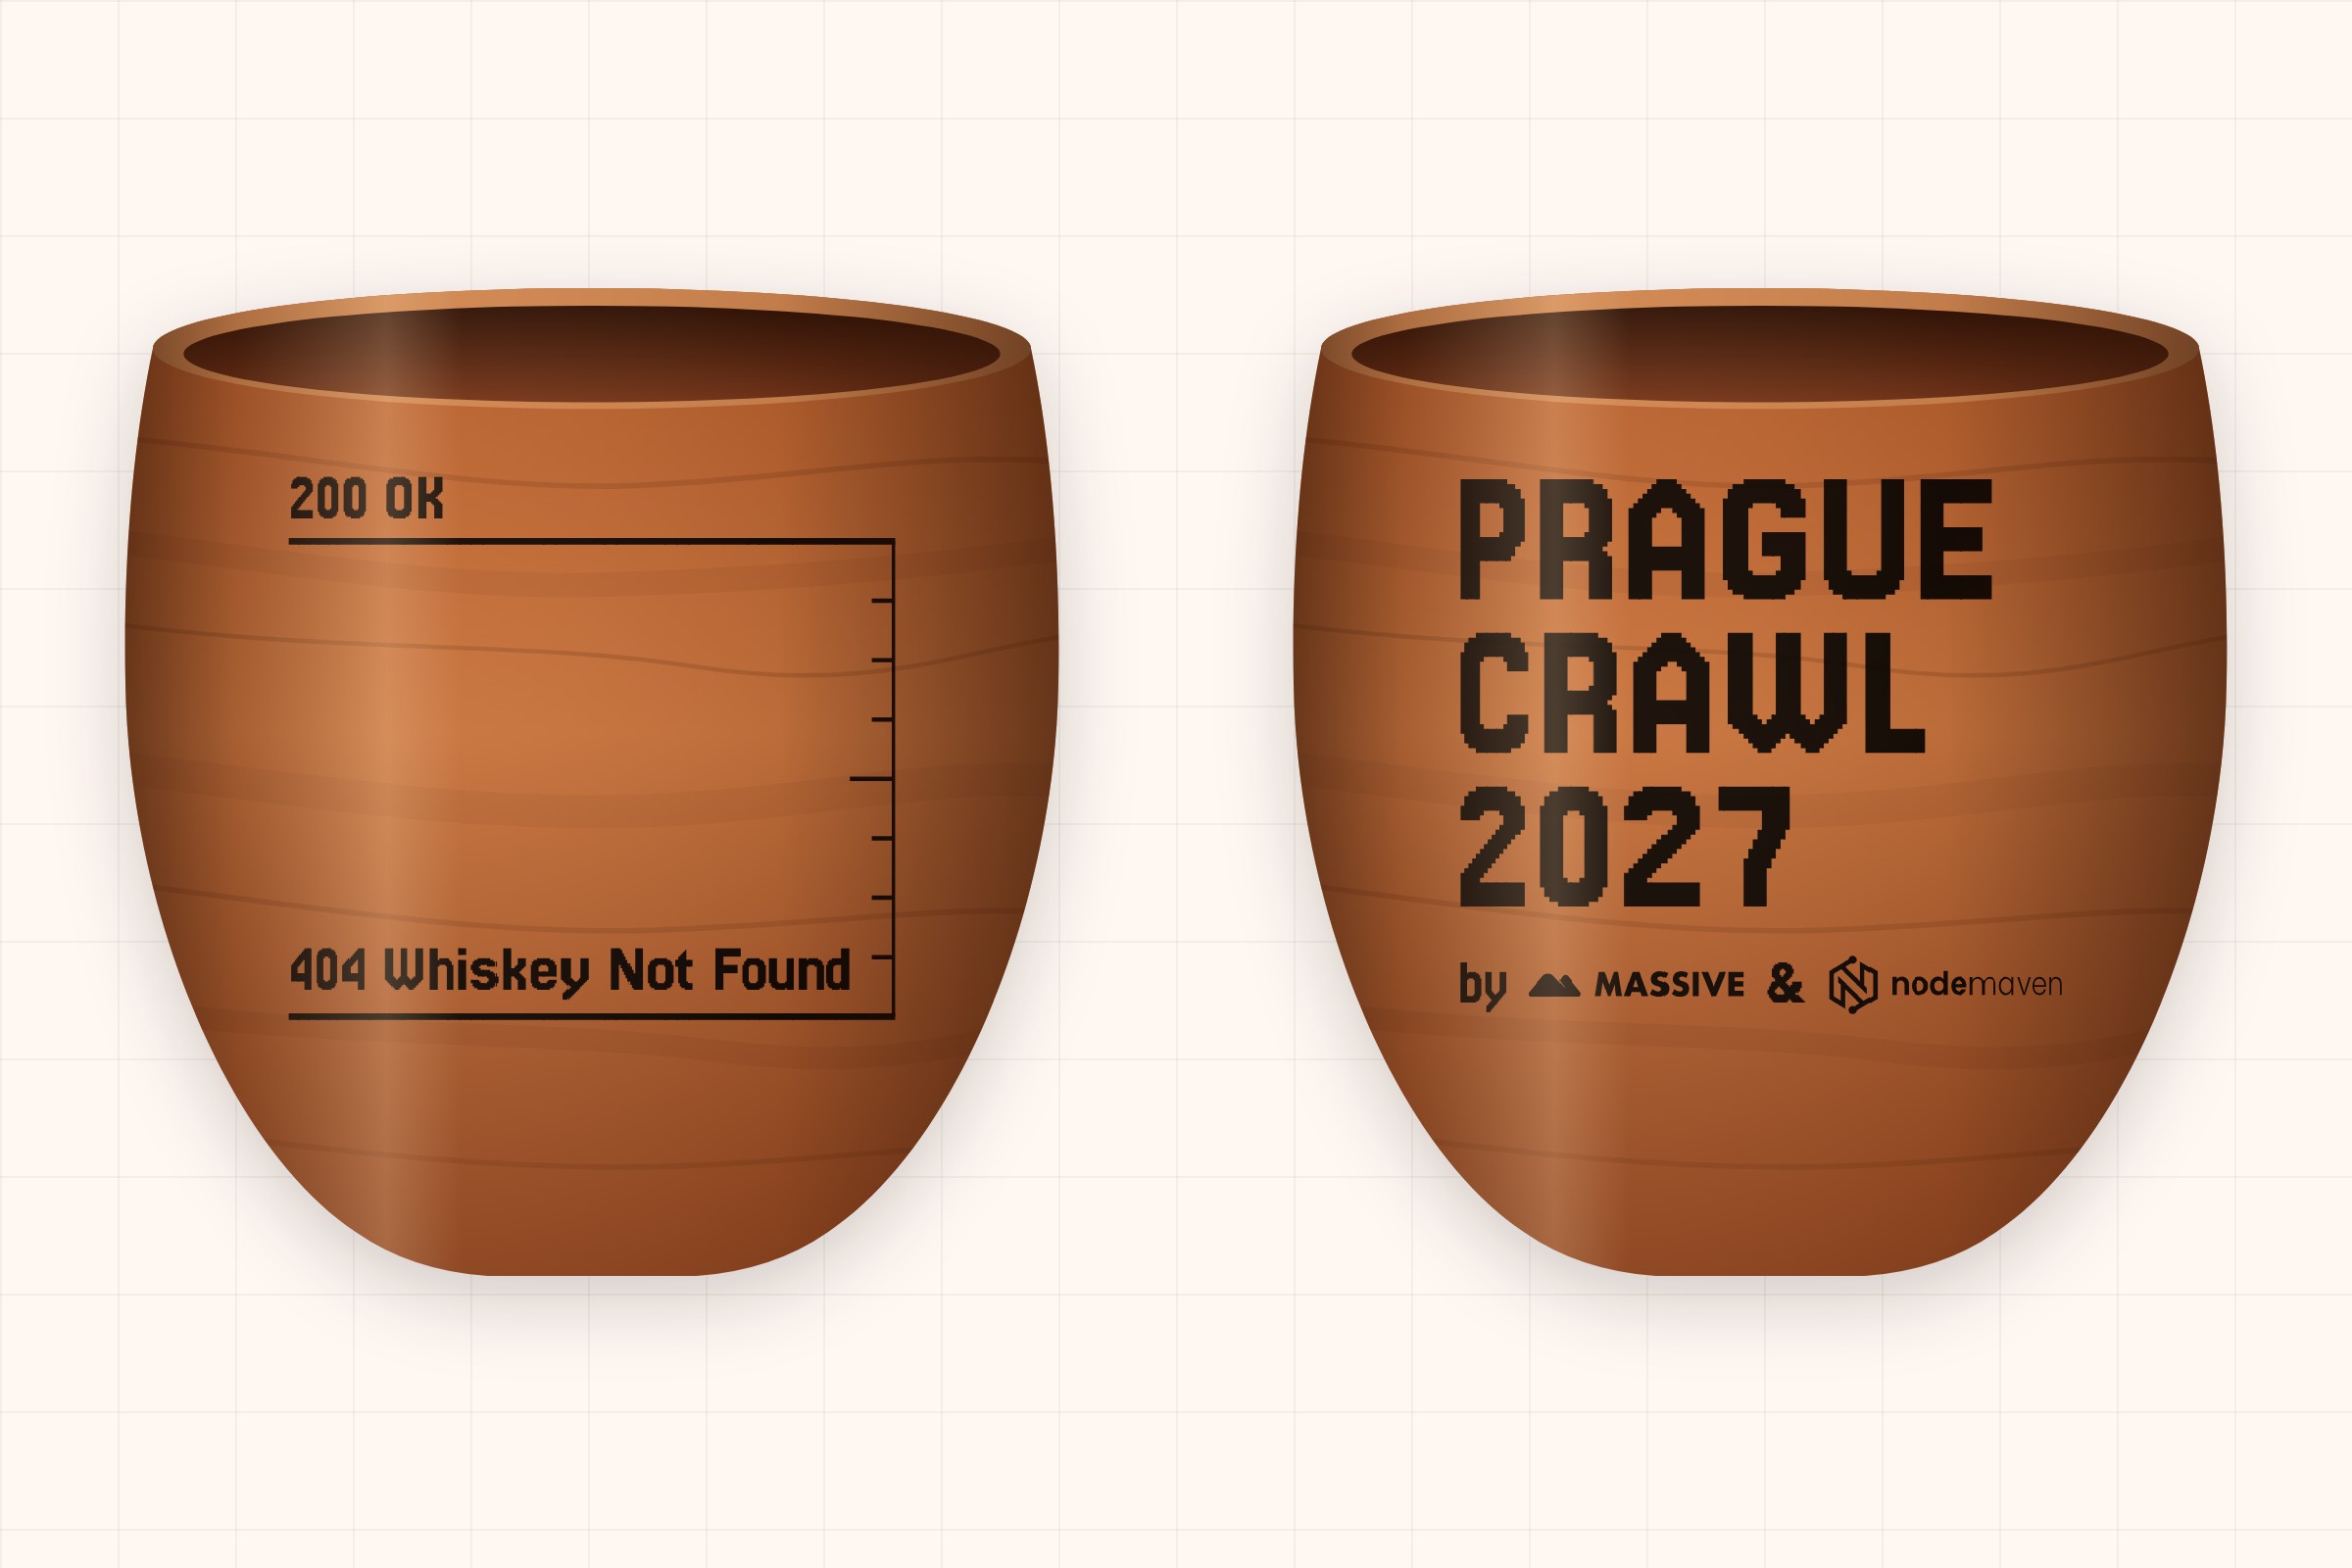 200 OK
404 Whiskey Not Found
PRAGUE
CRAWL
2027
by MASSIVE & nodemaven